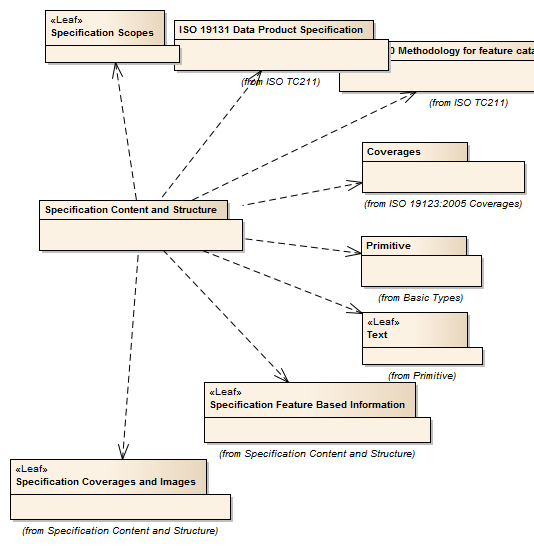 «Leaf»
Specification Scopes
ISO 19131 Data Product Specification
(from ISO TC211)
0 Methodology for feature cata
(from ISO TC211)
Coverages
(from ISO 19123:2005 Coverages)
Specification Content and Structure
Primitive
(from Basic Types)
«Leaf»
Text
(from Primitive)
«Leaf»
Specification Feature Based Information
(from Specification Content and Structure)
«Leaf»
Specification Coverages and Images
(from Specification Content and Structure)